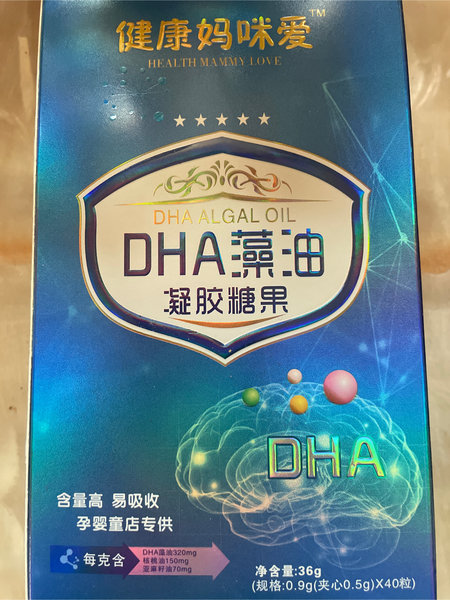 健康妈咪爱™
HEALTH MAMMY LOVE
DHA ALGAL OIL
DHA藻油
凝胶糖果
DHA
含量高 易吸收
孕婴童店专供
每克含
DHA藻油320mg
核桃油150mg
亚麻籽油70mg
净含量:36g
(规格:0.9g(夹心0.5g)X40粒)